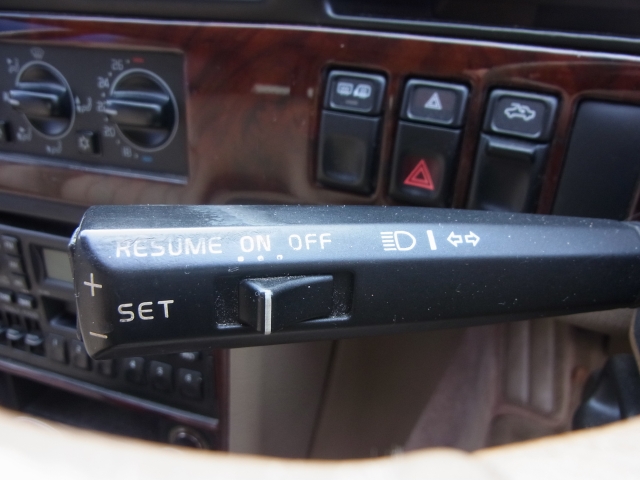 RESUME ON OFF
+
SET
−